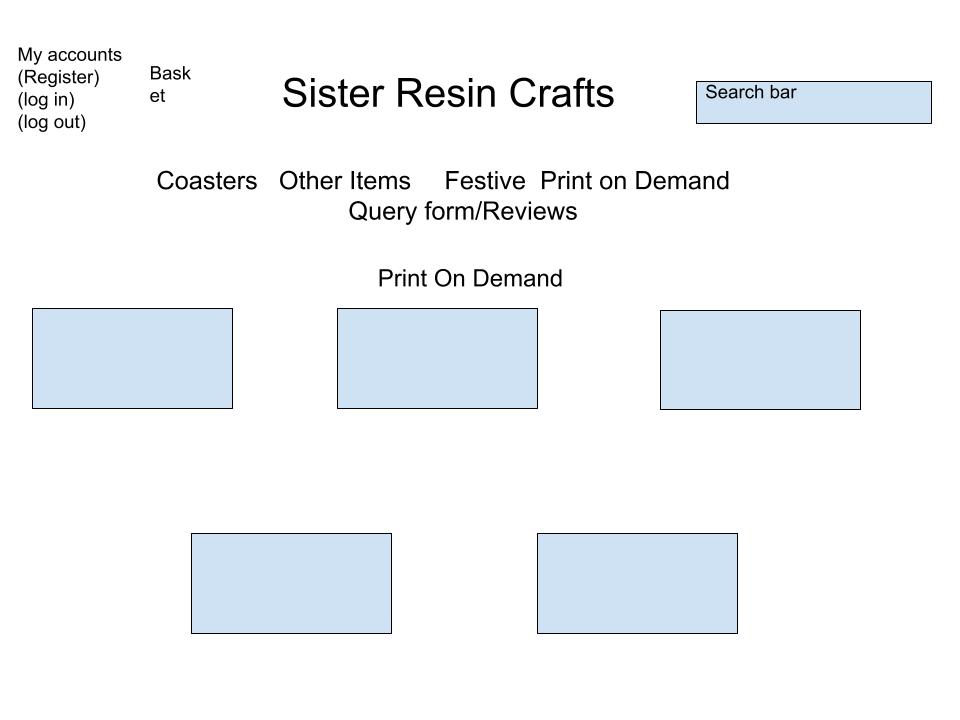 My accounts
(Register)
(log in)
(log out)
Bask
et
Sister Resin Crafts
Search bar
Coasters Other Items Festive Print on Demand
Query form/Reviews
Print On Demand